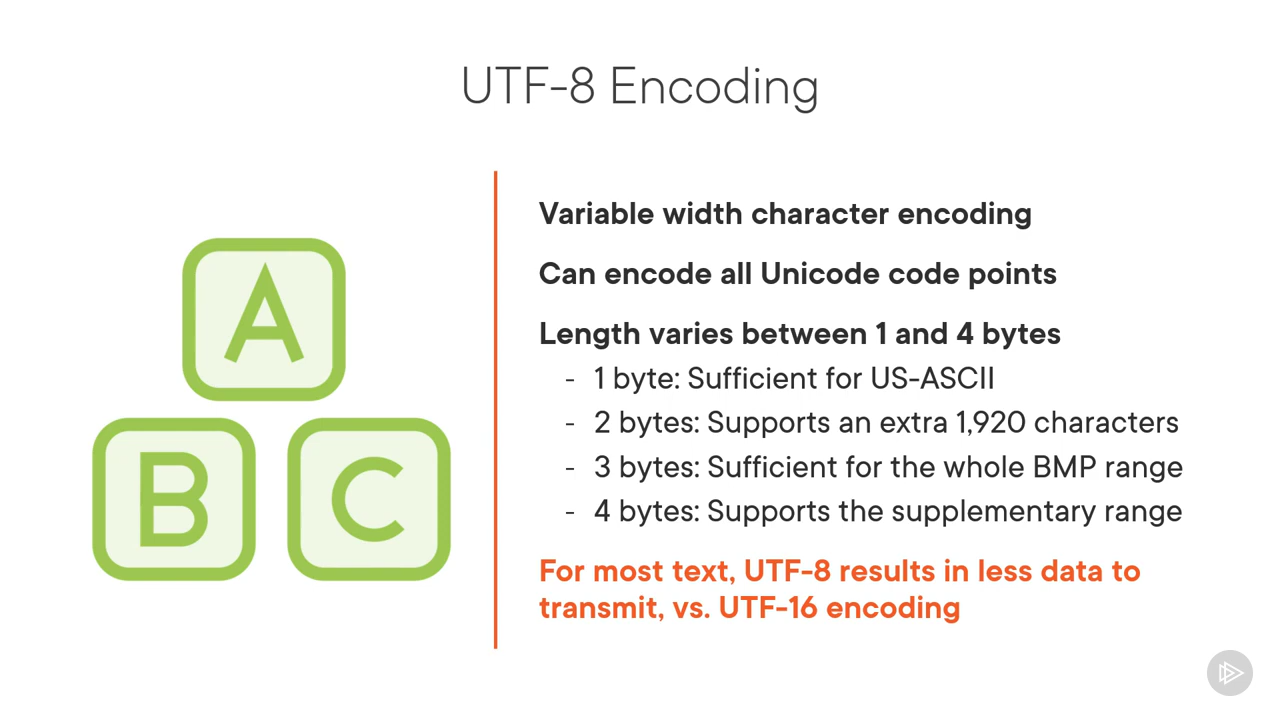 UTF-8 Encoding
A
B C
Variable width character encoding
Can encode all Unicode code points
Length varies between 1 and 4 bytes
- 1 byte: Sufficient for US-ASCII
- 2 bytes: Supports an extra 1,920 characters
- 3 bytes: Sufficient for the whole BMP range
- 4 bytes: Supports the supplementary range
For most text, UTF-8 results in less data to
transmit, vs. UTF-16 encoding